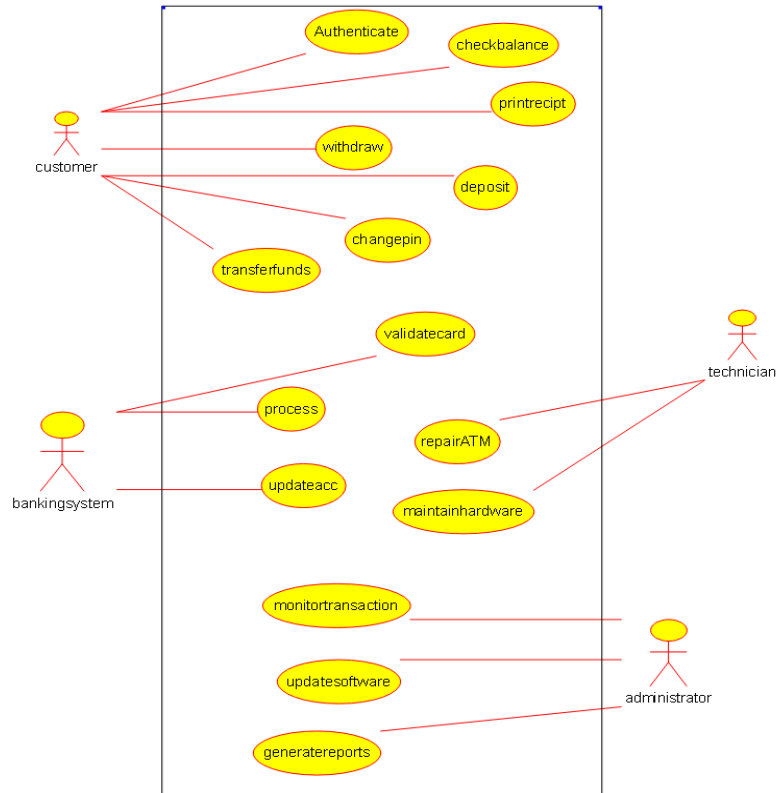 Authenticate
checkbalance
printrecipt
customer
withdraw
deposit
changepin
transferfunds
validatecard
technician
process
repairATM
bankingsystem
updateacc
maintainhardware
monitortransaction
updatesoftware
administrator
generatereports